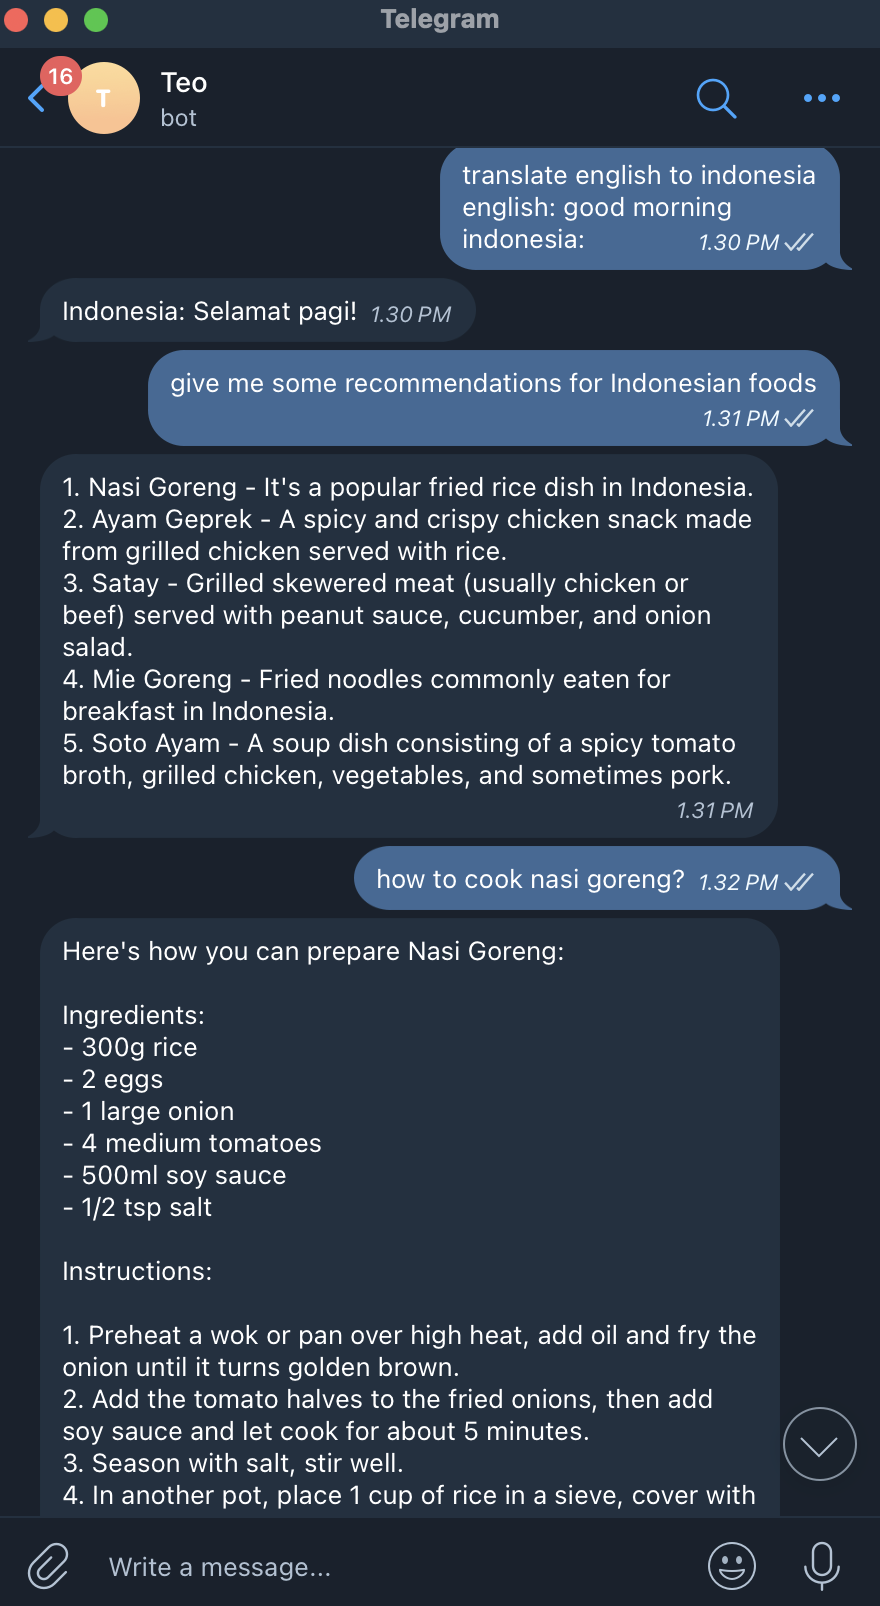 Telegram
16
T
Teo
bot
translate english to indonesia
english: good morning
indonesia:
1.30 PM
Indonesia: Selamat pagi! 1.30 PM
give me some recommendations for Indonesian foods
1.31 PM
1. Nasi Goreng - It's a popular fried rice dish in Indonesia.
2. Ayam Geprek - A spicy and crispy chicken snack made
from grilled chicken served with rice.
3. Satay - Grilled skewered meat (usually chicken or
beef) served with peanut sauce, cucumber, and onion
salad.
4. Mie Goreng - Fried noodles commonly eaten for
breakfast in Indonesia.
5. Soto Ayam - A soup dish consisting of a spicy tomato
broth, grilled chicken, vegetables, and sometimes pork.
1.31 PM
how to cook nasi goreng? 1.32 PM
Here's how you can prepare Nasi Goreng:
Ingredients:
- 300g rice
- 2 eggs
- 1 large onion
- 4 medium tomatoes
- 500ml soy sauce
- 1/2 tsp salt
Instructions:
1. Preheat a wok or pan over high heat, add oil and fry the
onion until it turns golden brown.
2. Add the tomato halves to the fried onions, then add
soy sauce and let cook for about 5 minutes.
3. Season with salt, stir well.
4. In another pot, place 1 cup of rice in a sieve, cover with
Write a message...